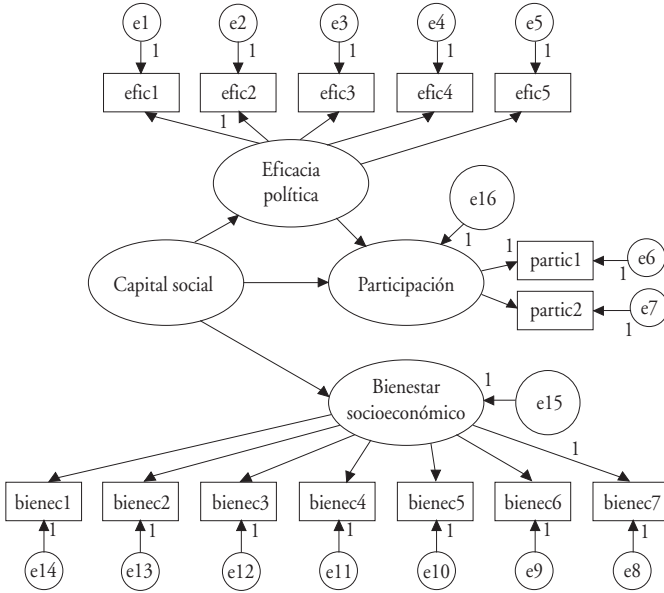 e1 e2 e3 e4 e5
1 1 1 1 1
efic1 efic2 efic3 efic4 efic5
1
Eficacia
política
e16
1
1
partic1
e6
1
Capital social
Participación
partic2
e7
1
Bienestar
socioeconómico
1
e15
1
bienec1 bienec2 bienec3 bienec4 bienec5 bienec6 bienec7
1 1 1 1 1 1 1
e14 e13 e12 e11 e10 e9 e8